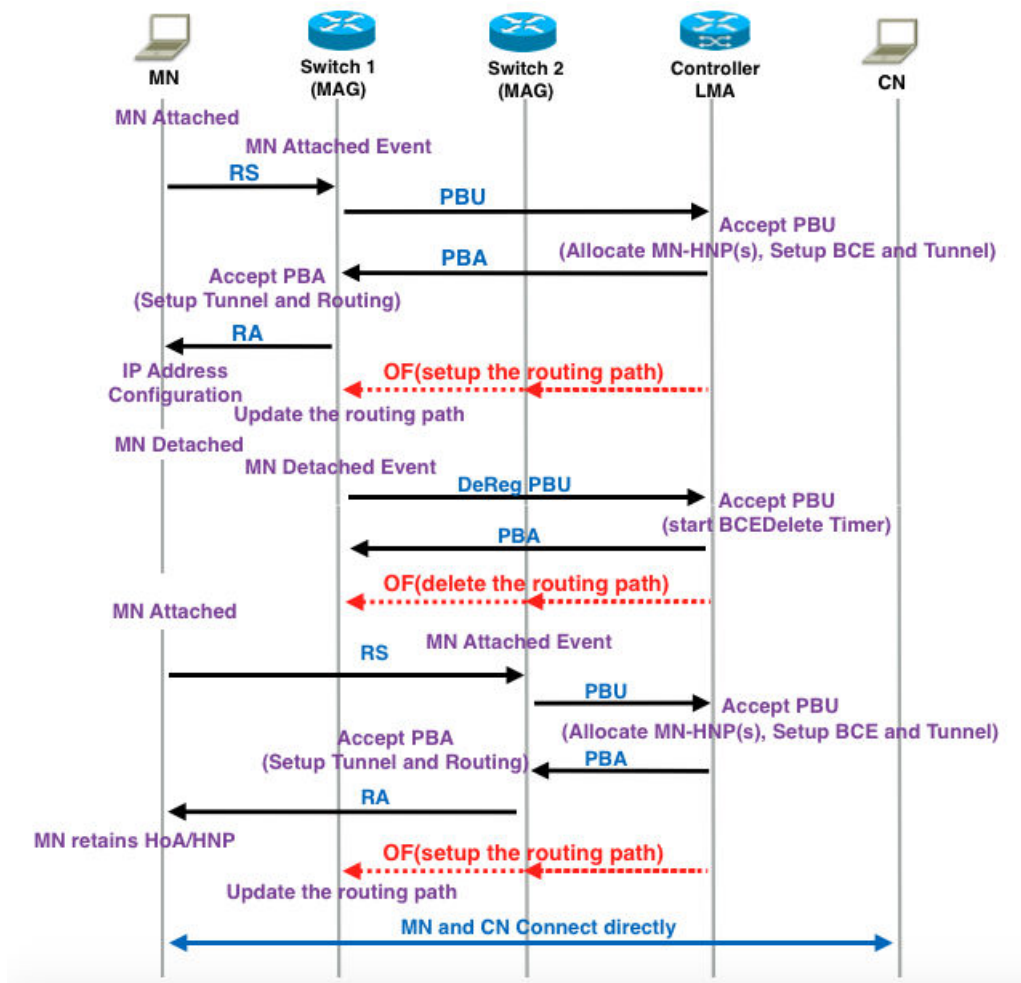 MN
Switch 1
(MAG)
Switch 2
(MAG)
Controller
LMA
CN
MN Attached
MN Attached Event
RS
PBU
Accept PBU
(Allocate MN-HNP(s), Setup BCE and Tunnel)
PBA
Accept PBA
(Setup Tunnel and Routing)
RA
IP Address
Configuration
OF(setup the routing path)
Update the routing path
MN Detached
MN Detached Event
DeReg PBU
Accept PBU
(start BCEDelete Timer)
PBA
OF(delete the routing path)
MN Attached
MN Attached Event
RS
PBU
Accept PBU
(Allocate MN-HNP(s), Setup BCE and Tunnel)
Accept PBA
(Setup Tunnel and Routing)
PBA
RA
MN retains HoA/HNP
OF(setup the routing path)
Update the routing path
MN and CN Connect directly